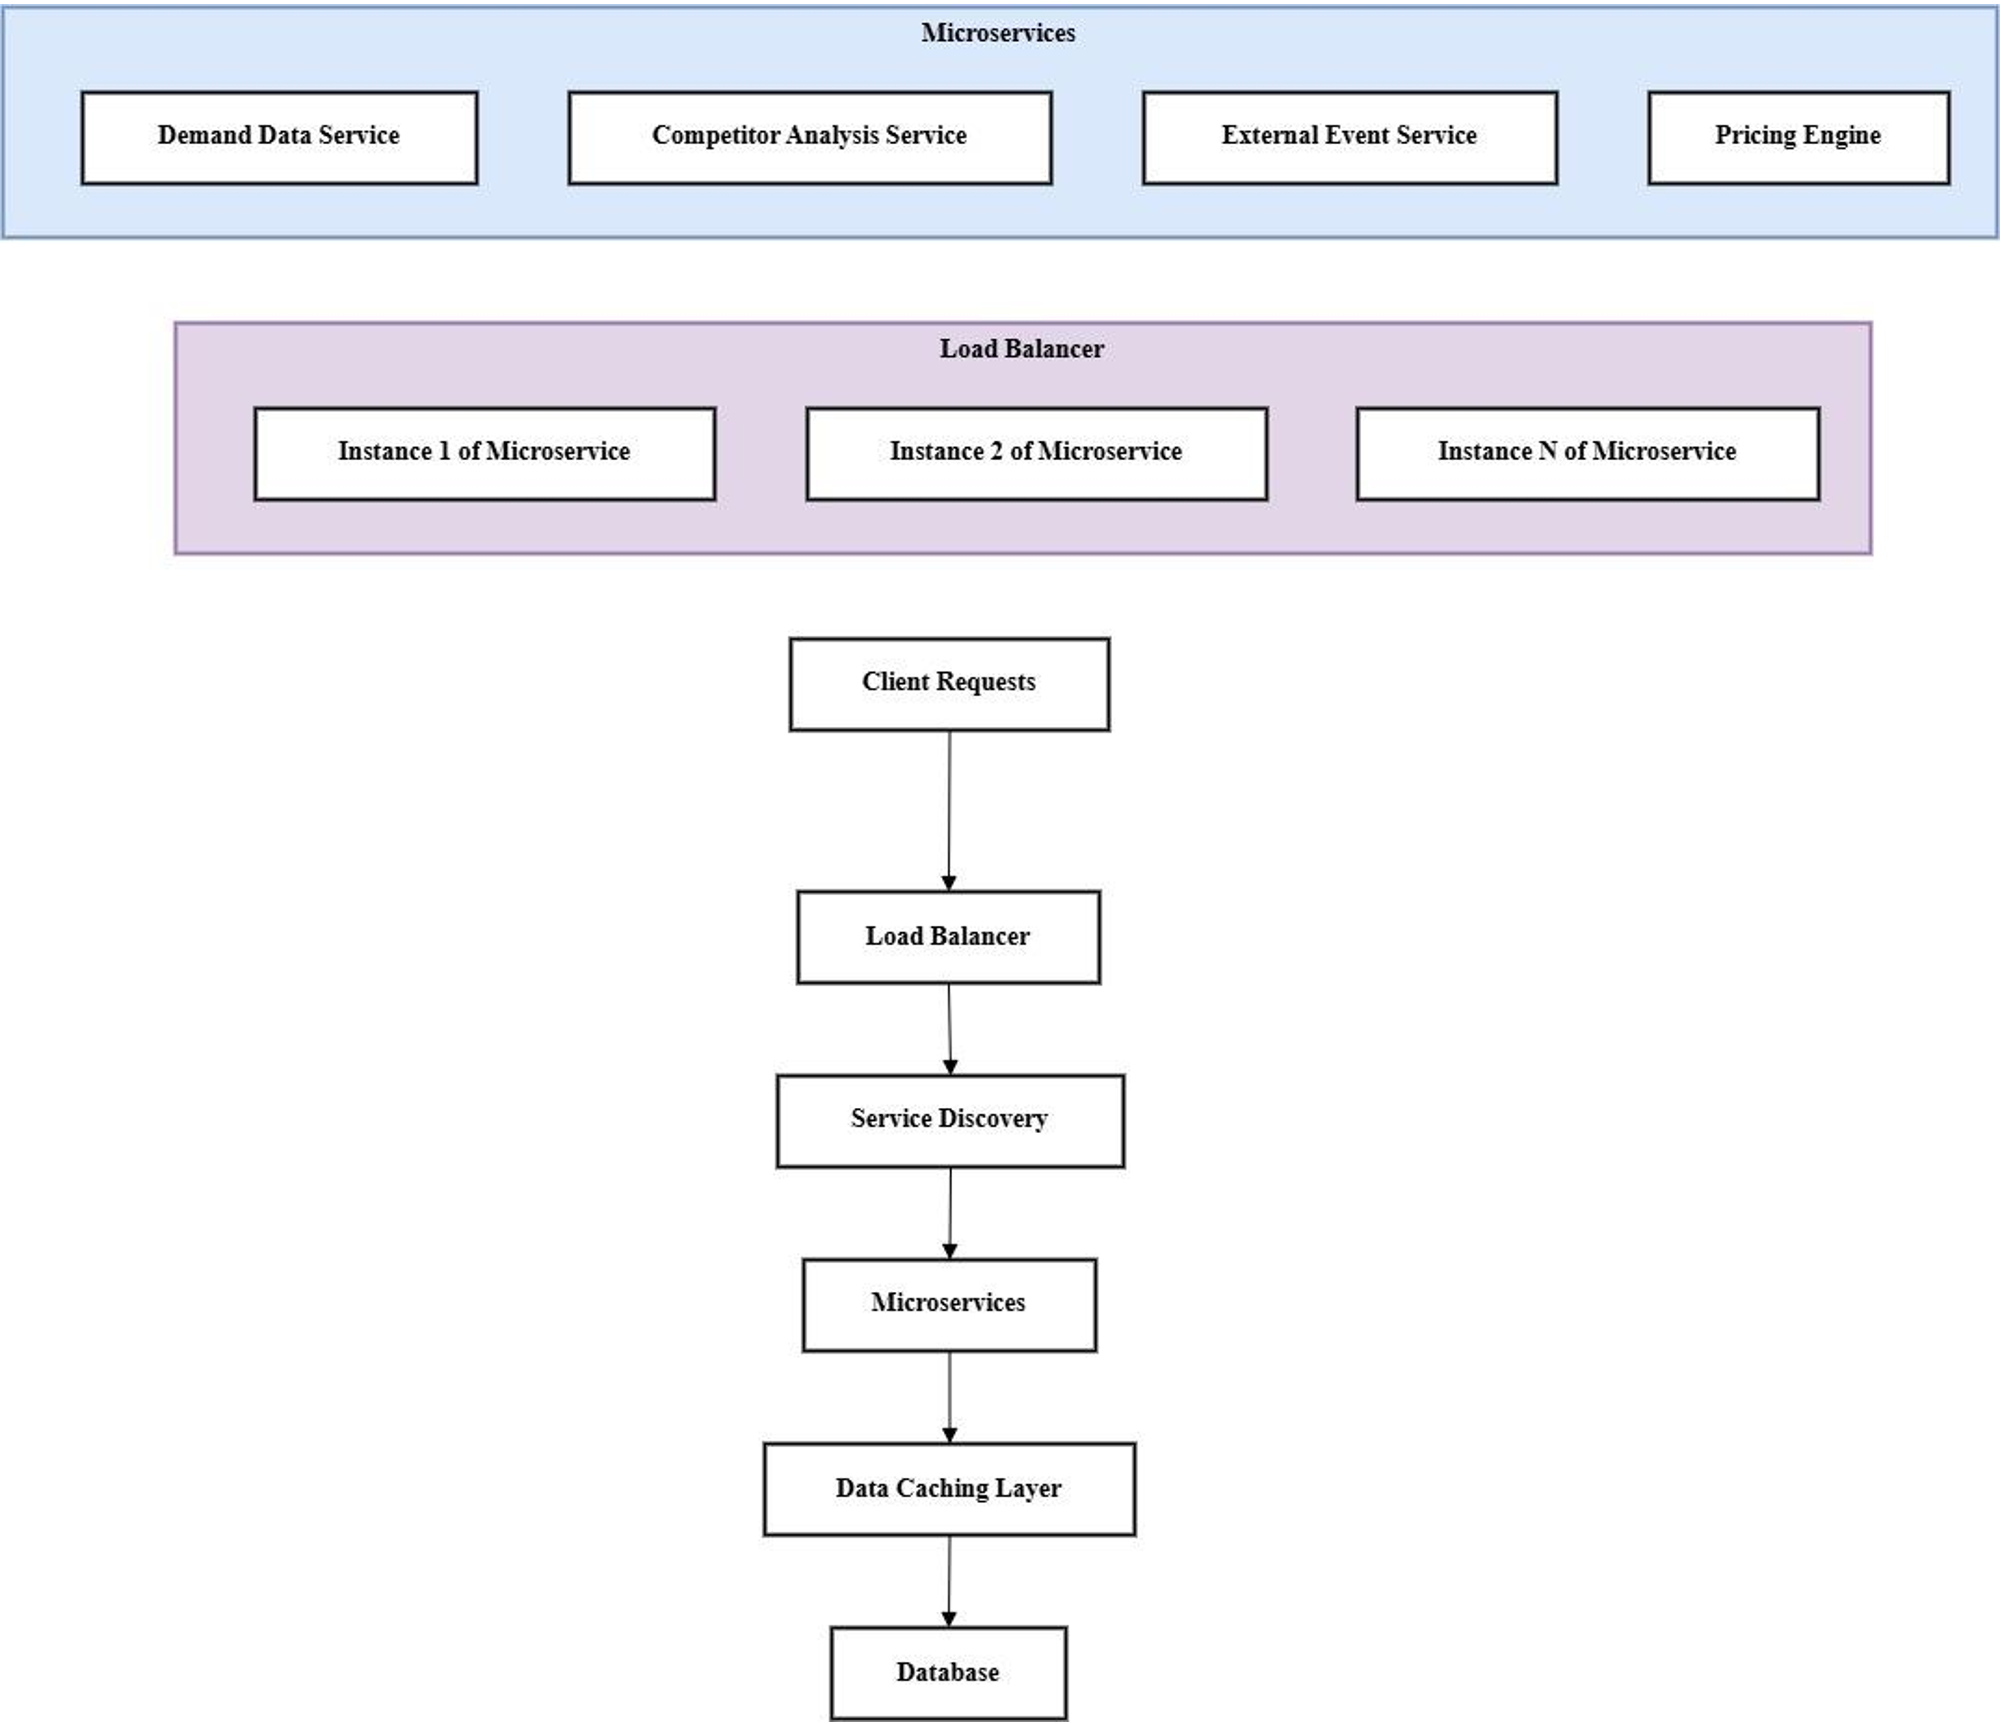 Microservices
Demand Data Service
Competitor Analysis Service
External Event Service
Pricing Engine
Load Balancer
Instance 1 of Microservice
Instance 2 of Microservice
Instance N of Microservice
Client Requests
Load Balancer
Service Discovery
Microservices
Data Caching Layer
Database